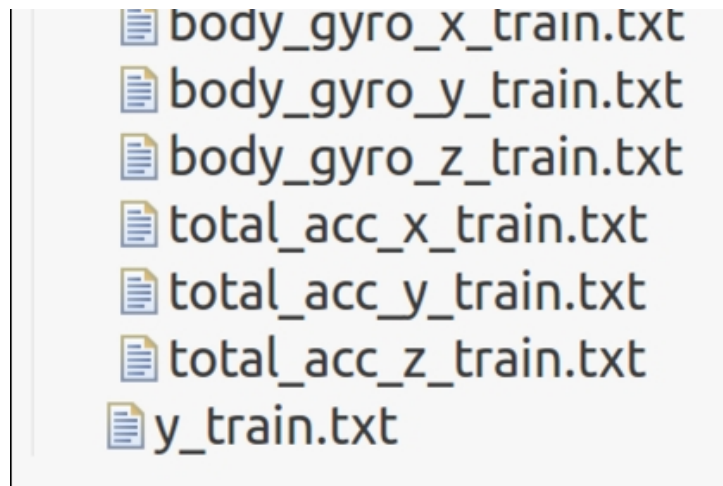 body_gyro_x_train.txt
body_gyro_y_train.txt
body_gyro_z_train.txt
total_acc_x_train.txt
total_acc_y_train.txt
total_acc_z_train.txt
y_train.txt